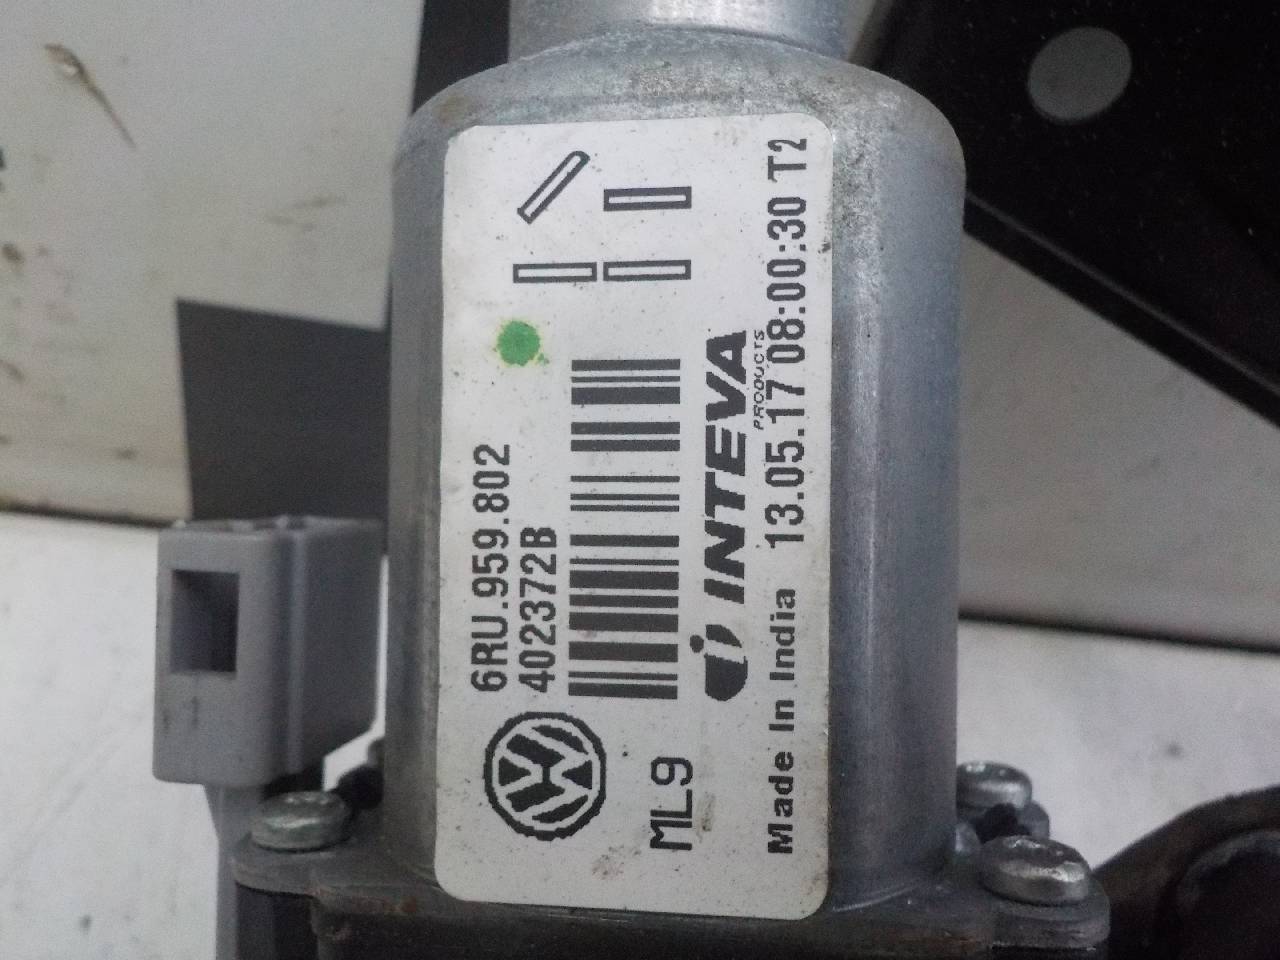 6RU.959.802
402372B
ML9
INTEVA
PRODUCTS
Made In India 13.05.17 08:00:30 T2